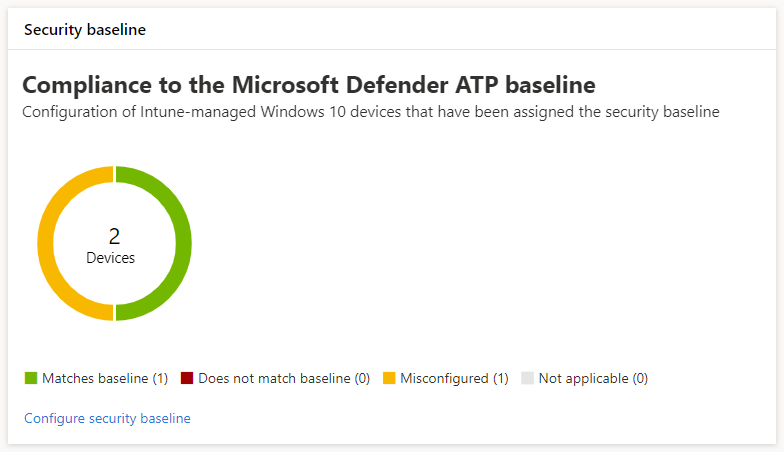 Security baseline
Compliance to the Microsoft Defender ATP baseline
Configuration of Intune-managed Windows 10 devices that have been assigned the security baseline
2
Devices
Matches baseline (1) Does not match baseline (0) Misconfigured (1) Not applicable (0)
Configure security baseline